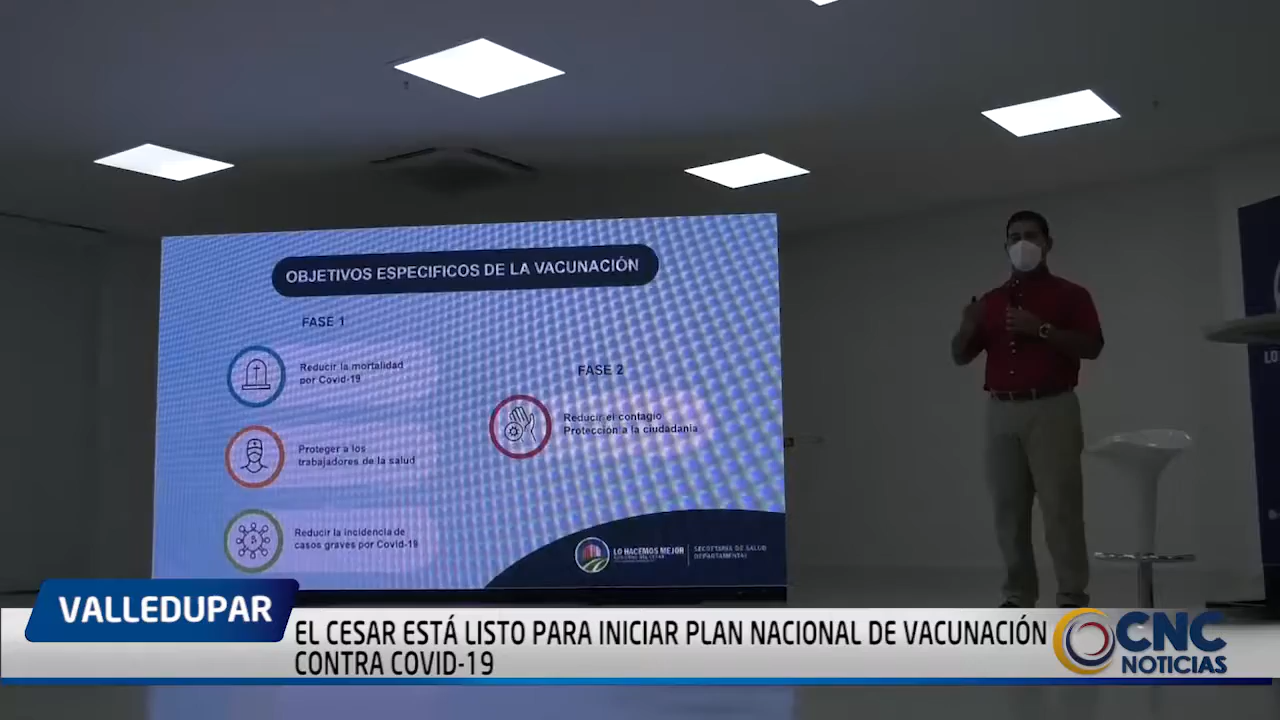 OBJETIVOS ESPECIFICOS DE LA VACUNACIÓN
FASE 1
Reducir la mortalidad
por Covid-19
Proteger a los
trabajadores de la salud
Reducir la incidencia de
casos graves por Covid-19
FASE 2
Reducir el contagio
Protección a la ciudadanía
LO HACEMOS MEJOR
SECRETARÍA DE SALUD
DEPARTAMENTAL
LO
VALLEDUPAR
EL CESAR ESTÁ LISTO PARA INICIAR PLAN NACIONAL DE VACUNACIÓN
CONTRA COVID-19
CNC
NOTICIAS